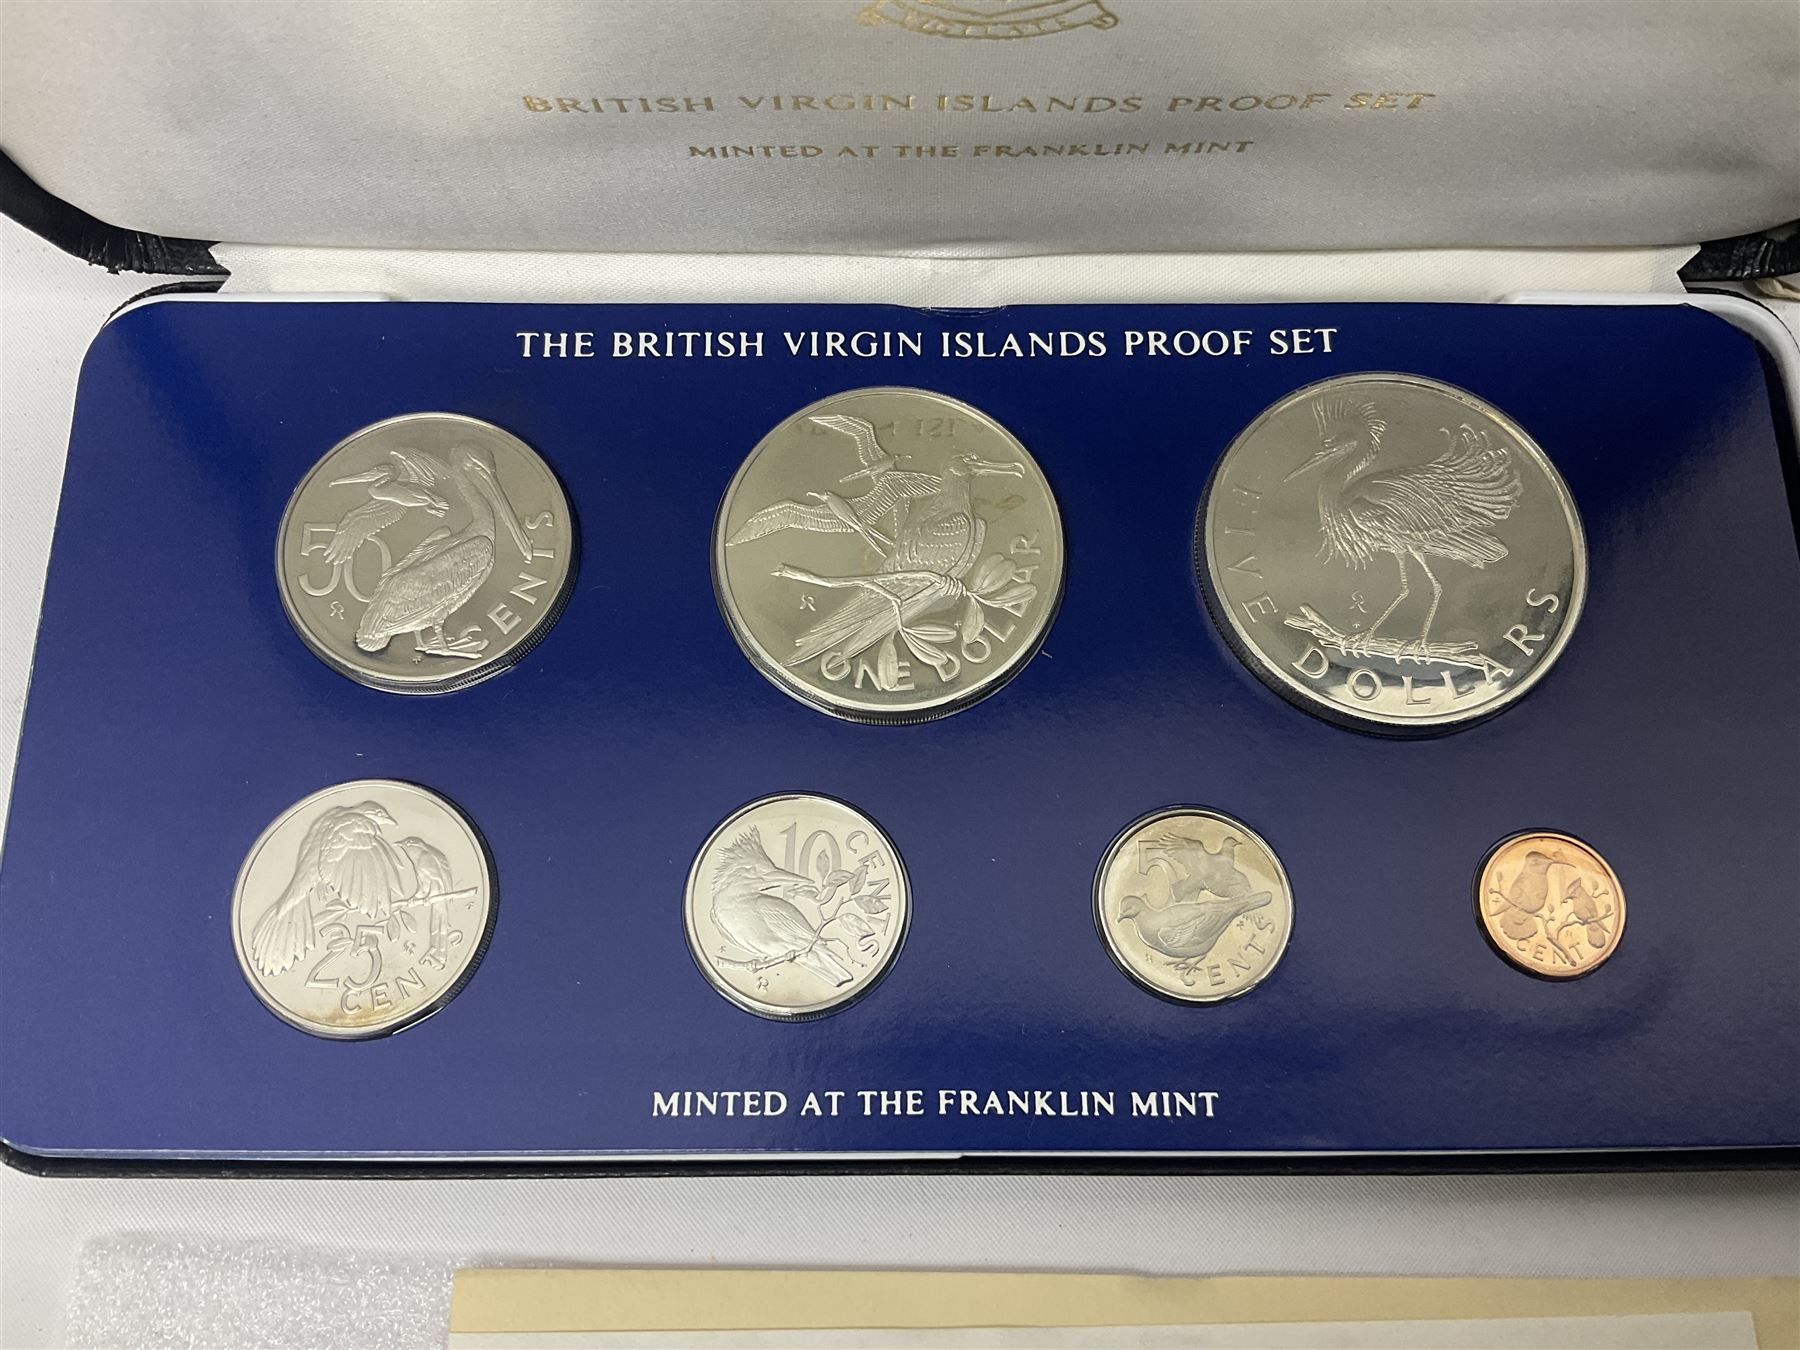 VIGILATE
BRITISH VIRGIN ISLANDS PROOF SET
MINTED AT THE FRANKLIN MINT
THE BRITISH VIRGIN ISLANDS PROOF SET
50 CENTS
ONE DOLLAR
FIVE DOLLARS
25 CENTS
10 CENTS
5 CENTS
CENT
MINTED AT THE FRANKLIN MINT